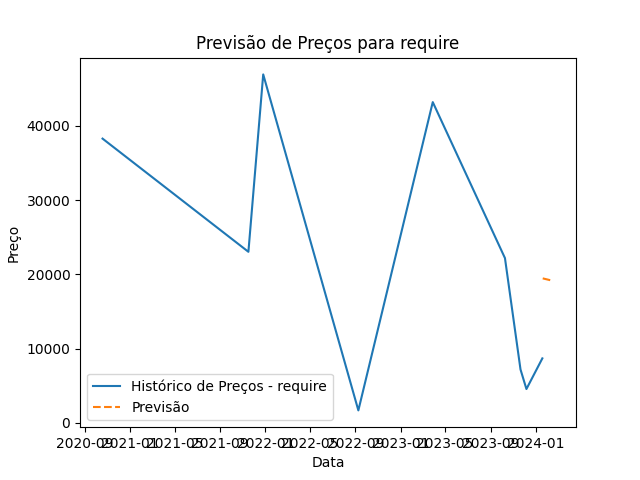 Previsão de Preços para require
Preço
40000
30000
20000
10000
0
Histórico de Preços - require
Previsão
2020-09 2021-01 2021-05 2021-09 2022-01 2022-05 2022-09 2023-01 2023-05 2023-09 2024-01
Data